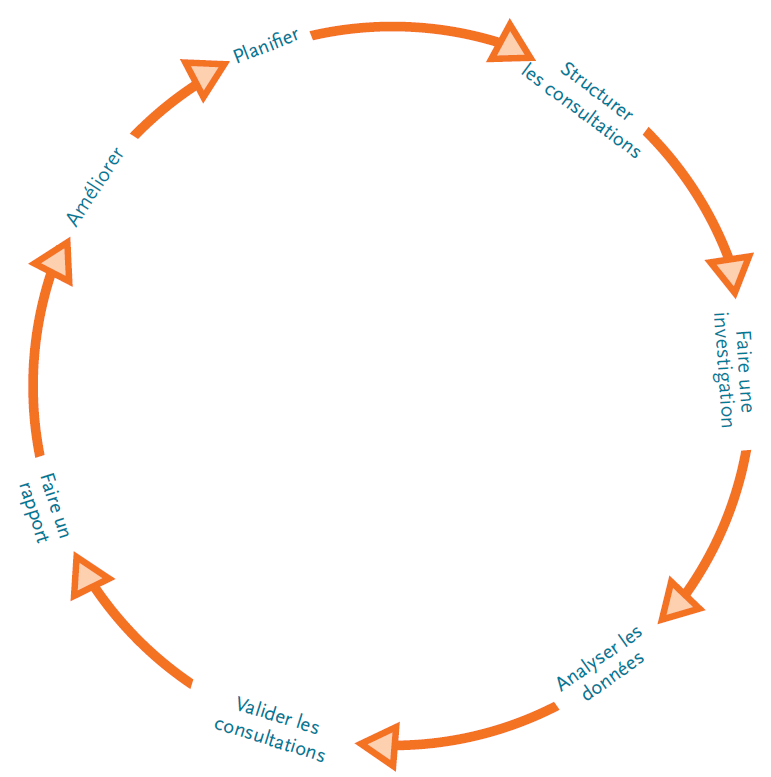 Planifier
Structurer
les consultations
Faire une
investigation
Analyser les
données
Valider les
consultations
Faire un
rapport
Améliorer